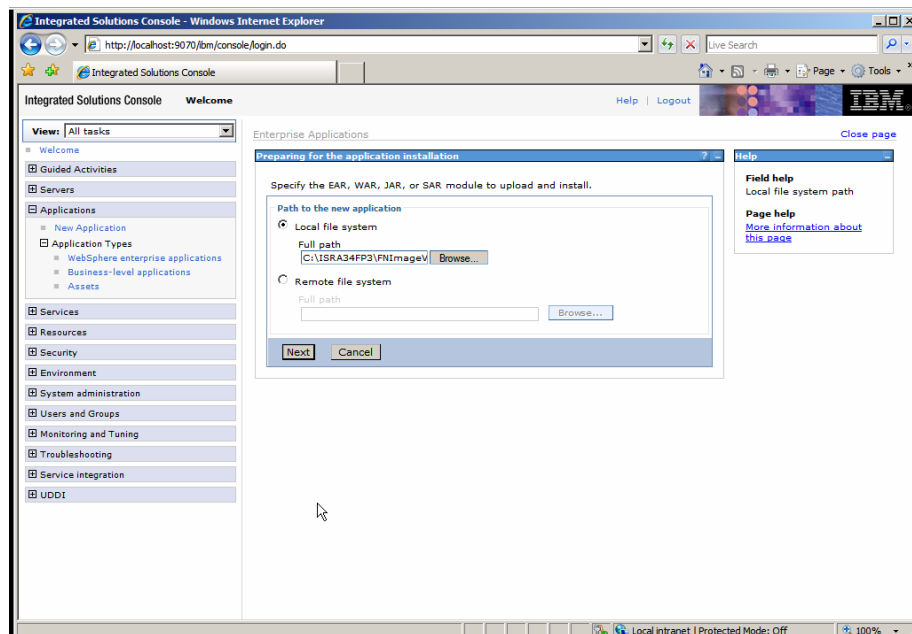 Integrated Solutions Console - Windows Internet Explorer
http://localhost:9070/ibm/console/login.do
Live Search
Integrated Solutions Console
Page
Tools
Integrated Solutions Console Welcome
Help | Logout
IBM
View: All tasks
Welcome
Guided Activities
Servers
Applications
New Application
Application Types
WebSphere enterprise applications
Business-level applications
Assets
Services
Resources
Security
Environment
System administration
Users and Groups
Monitoring and Tuning
Troubleshooting
Service integration
UDDI
Enterprise Applications
Close page
Preparing for the application installation
? -
Specify the EAR, WAR, JAR, or SAR module to upload and install.
Path to the new application
Local file system
Full path
C:\ISRA34FP3\FNImageV Browse...
Remote file system
Full path
Browse...
Next Cancel
Help
Field help
Local file system path
Page help
More information about
this page
Local intranet | Protected Mode: Off
100%